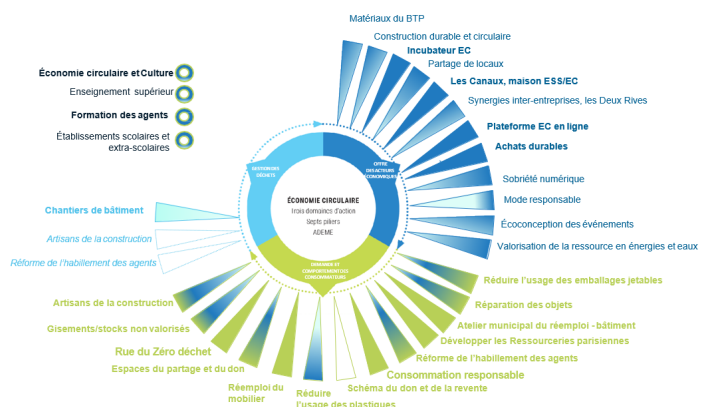 Matériaux du BTP
Construction durable et circulaire
Incubateur EC
Partage de locaux
Les Canaux, maison ESS/EC
Synergies inter-entreprises, les Deux Rives
Plateforme EC en ligne
Achats durables
Sobriété numérique
Mode responsable
Écoconception des événements
Valorisation de la ressource en énergies et eaux
Économie circulaire et Culture
Enseignement supérieur
Formation des agents
Établissements scolaires et
extra-scolaires
GESTION DES
DÉCHETS
OFFRE
DES ACTEURS
ÉCONOMIQUES
ÉCONOMIE CIRCULAIRE
Trois domaines d'action
Septs piliers
ADEME
DEMANDE ET
COMPORTEMENT DES
CONSOMMATEURS
Chantiers de bâtiment
Artisans de la construction
Réforme de l'habillement des agents
Artisans de la construction
Gisements/stocks non valorisés
Rue du Zéro déchet
Espaces du partage et du don
Réemploi du
mobilier
Réduire
l'usage des plastiques
Schéma du don et de la revente
Consommation responsable
Réforme de l'habillement des agents
Développer les Ressourceries parisiennes
Atelier municipal du réemploi - bâtiment
Réparation des objets
Réduire l'usage des emballages jetables